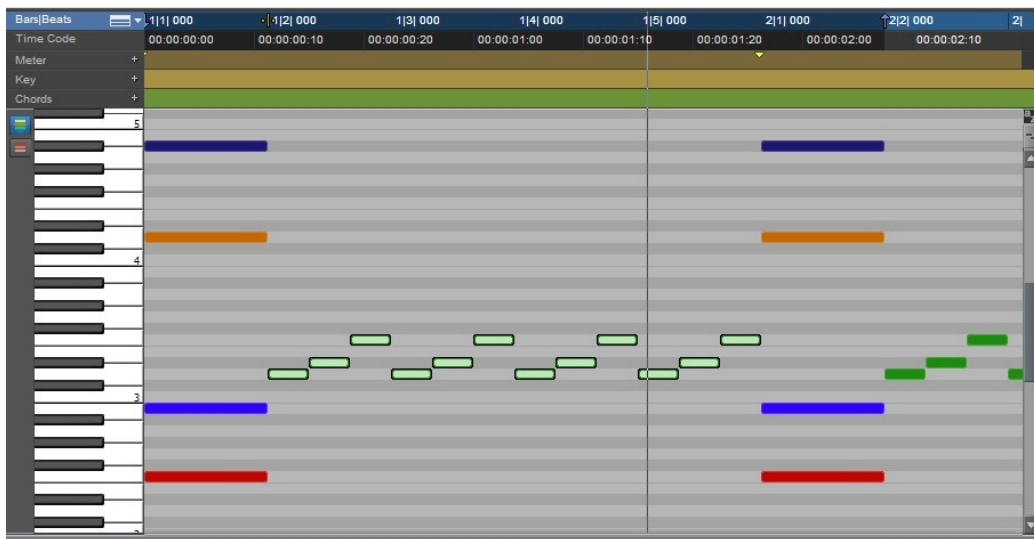 Bars|Beats 1|1| 000 1|2| 000 1|3| 000 1|4| 000 1|5| 000 2|1| 000 2|2| 000 2|
Time Code 00:00:00:00 00:00:00:10 00:00:00:20 00:00:01:00 00:00:01:10 00:00:01:20 00:00:02:00 00:00:02:10
Meter +
Key +
Chords +
5
4
3